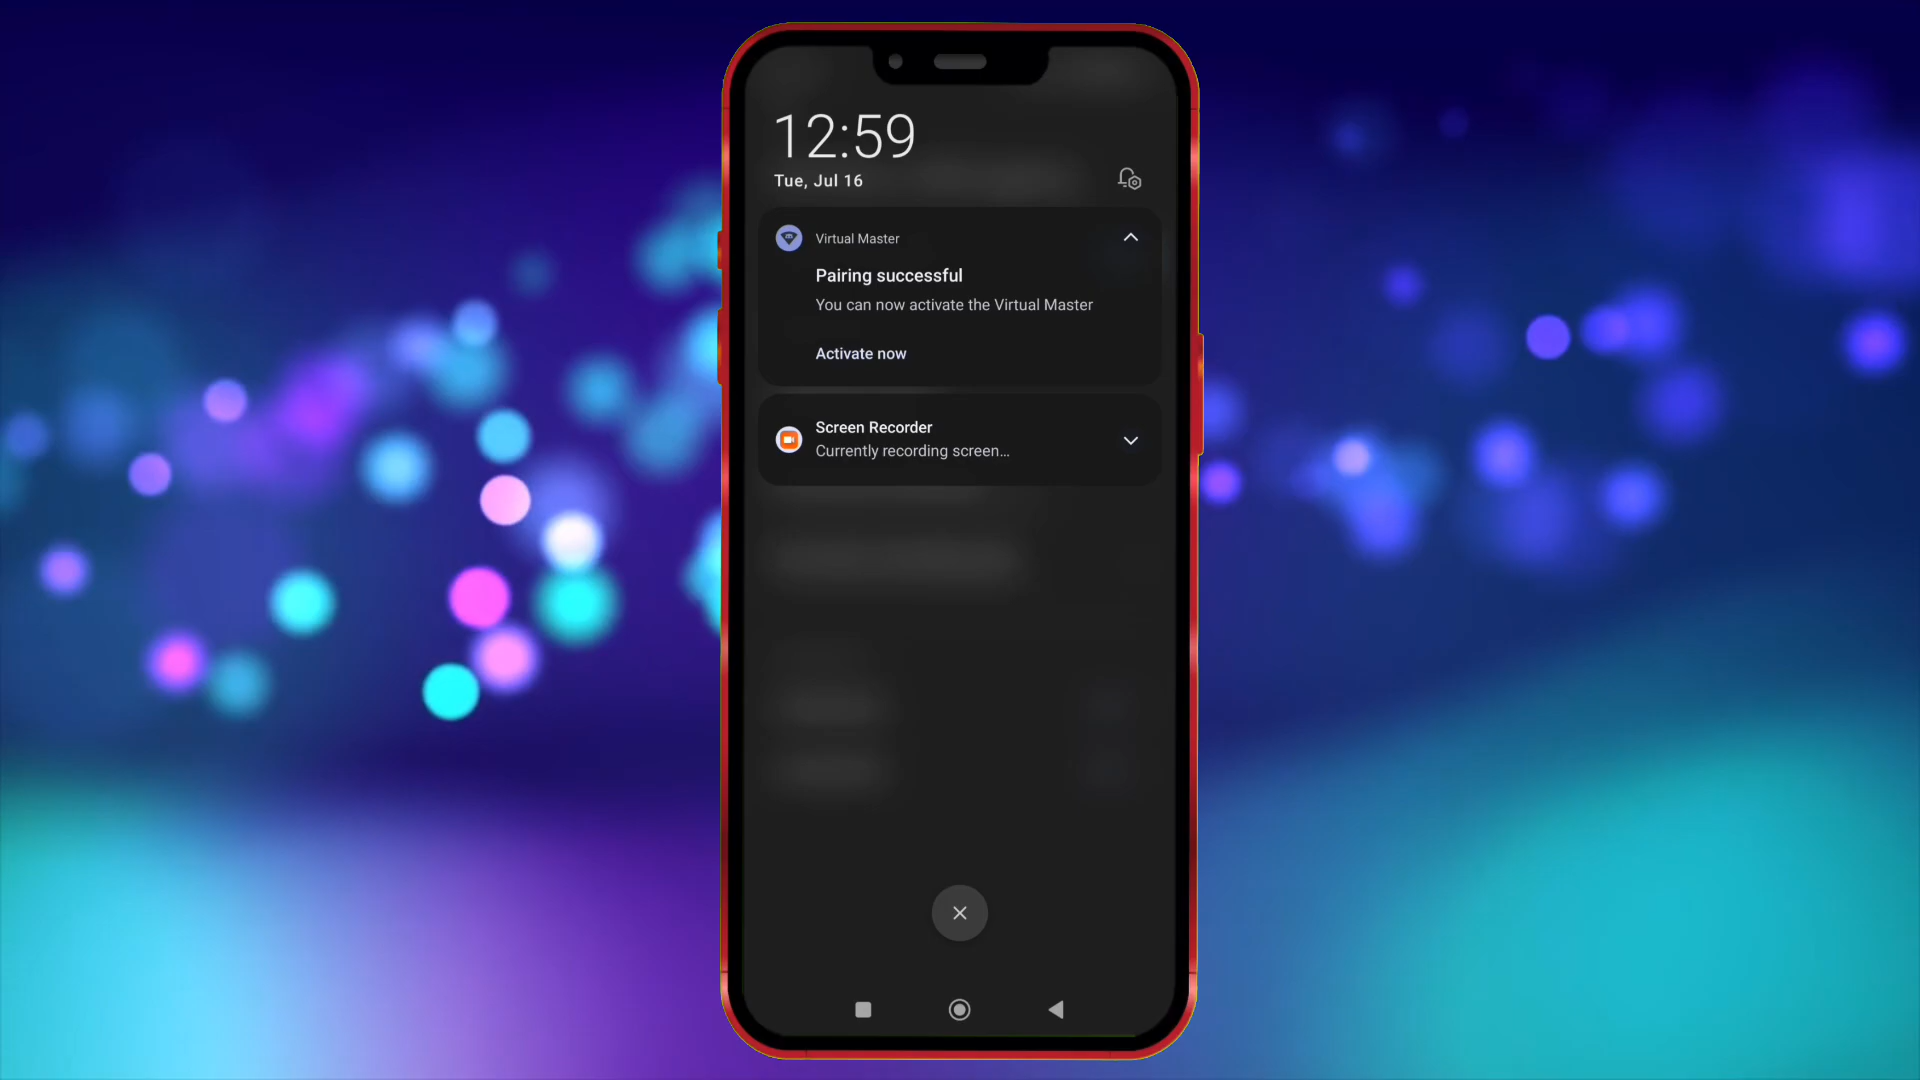 12:59
Tue, Jul 16
Virtual Master
Pairing successful
You can now activate the Virtual Master
Activate now
Screen Recorder
Currently recording screen...